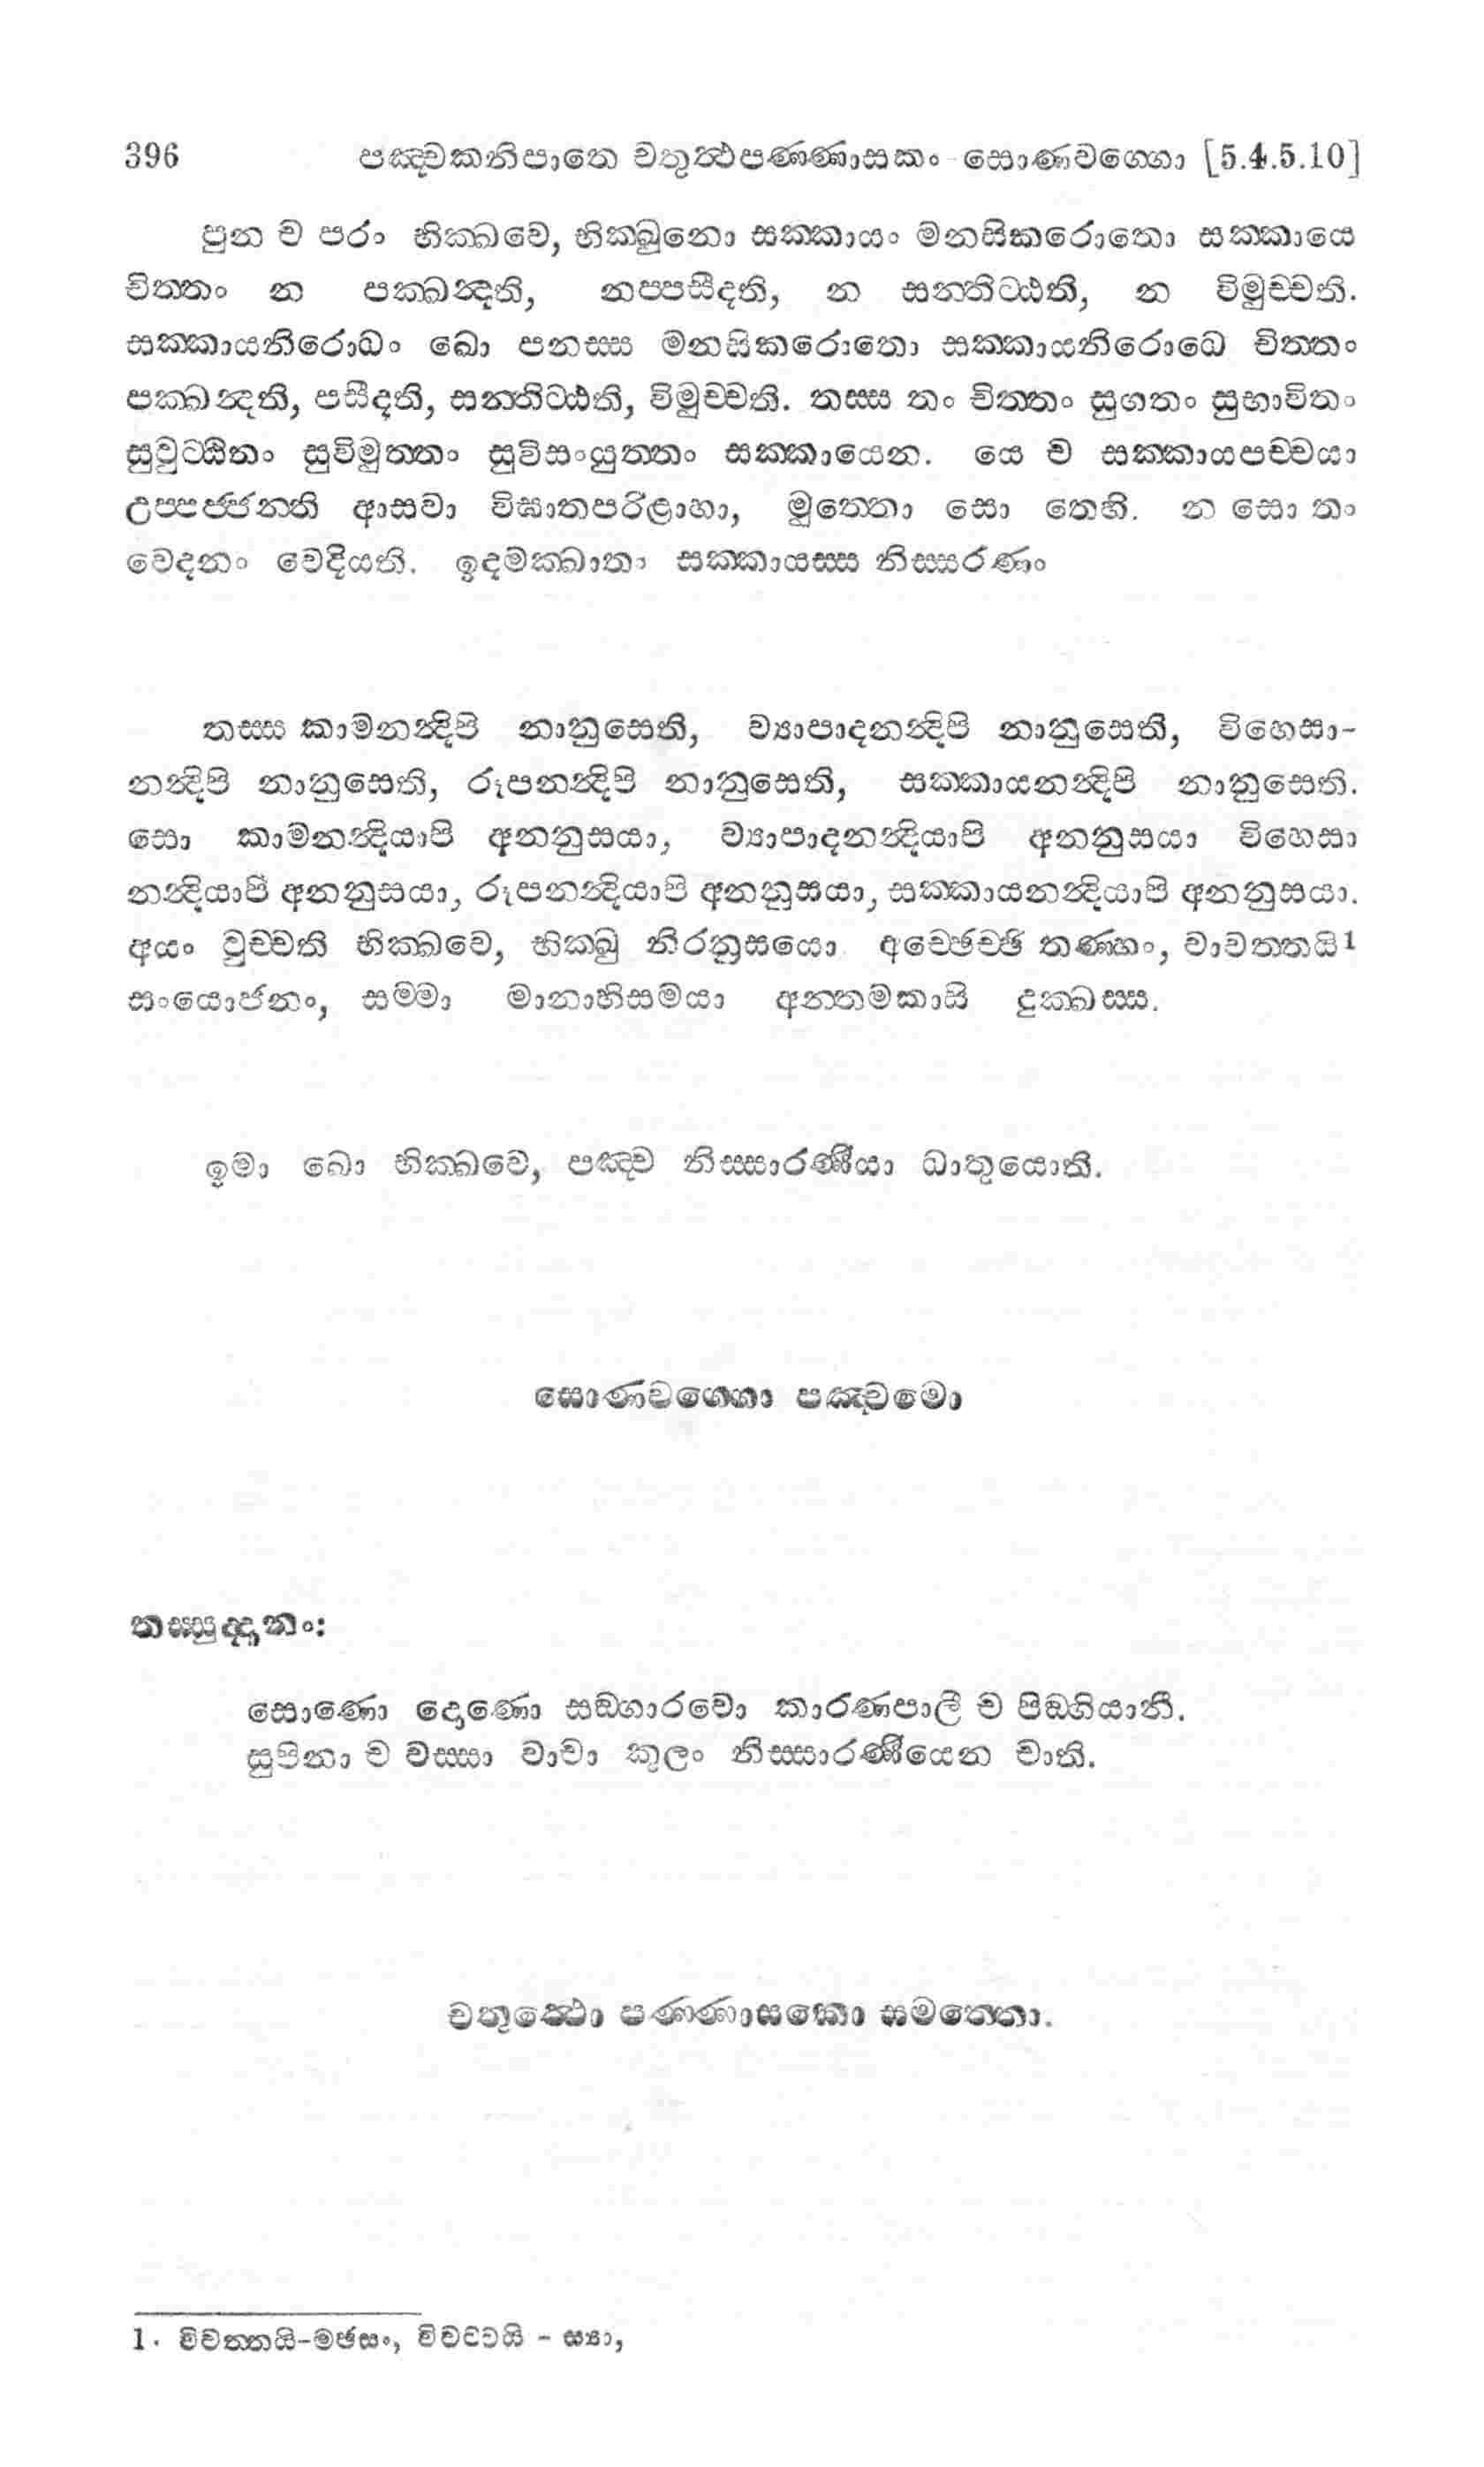 396 පඤ්චකනිපාතෙ චතුත්ථපණ්ණාසකං - සොණවග්ගො [5.4.5.10]
පුන ච පරං භික්ඛවෙ, භික්ඛුනො සක්කායං මනසිකරොතො සක්කායෙ
චිත්තං න පක්ඛන්දති, නප්පසීදති, න සන්තිට්ඨති, න විමුච්චති.
සක්කායනිරොධං ඛො පනස්ස මනසිකරොතො සක්කායනිරොධෙ චිත්තං
පක්ඛන්දති, පසීදති, සන්තිට්ඨති, විමුච්චති. තස්ස තං චිත්තං සුගතං සුභාවිතං
සුවුට්ඨිතං සුවිමුත්තං සුවිසංයුත්තං සක්කායෙන. යෙ ච සක්කායපච්චයා
උප්පජ්ජන්ති ආසවා විඝාතපරිළාහා, මුත්තො සො තෙහි. න සො තං
වෙදනං වෙදියති. ඉදමක්ඛාතං සක්කායස්ස නිස්සරණං
තස්ස කාමනන්දිපි නානුසෙති, ව්‍යාපාදනන්දිපි නානුසෙති, විහෙසා-
නන්දිපි නානුසෙති, රූපනන්දිපි නානුසෙති, සක්කායනන්දිපි නානුසෙති.
සො කාමනන්දියාපි අනනුසයා, ව්‍යාපාදනන්දියාපි අනනුසයා විහෙසා
නන්දියාපි අනනුසයා, රූපනන්දියාපි අනනුසයා, සක්කායනන්දියාපි අනනුසයා.
අයං වුච්චති භික්ඛවෙ, භික්ඛු නිරනුසයො අච්ඡෙච්ඡි තණ්හං, වාවත්තයි1
සංයොජනං, සම්මා මානාභිසමයා අන්තමකාසි දුක්ඛස්ස.
ඉමා ඛො භික්ඛවෙ, පඤ්ච නිස්සාරණීයා ධාතුයොති.
සොණවග්ගො පඤ්චමො
තස්සුද්දානං:
සොණො දොණො සඞ්ගාරවො කාරණපාලී ච පිඞ්ගියානී.
සුපිනා ච වස්සා වාචා කුලං නිස්සාරණීයෙන චාති.
චතුත්ථො පණ්ණාසකො සමත්තො.
1. විවත්තයි-මඡසං, විවට්ටයි - ස්‍යා,